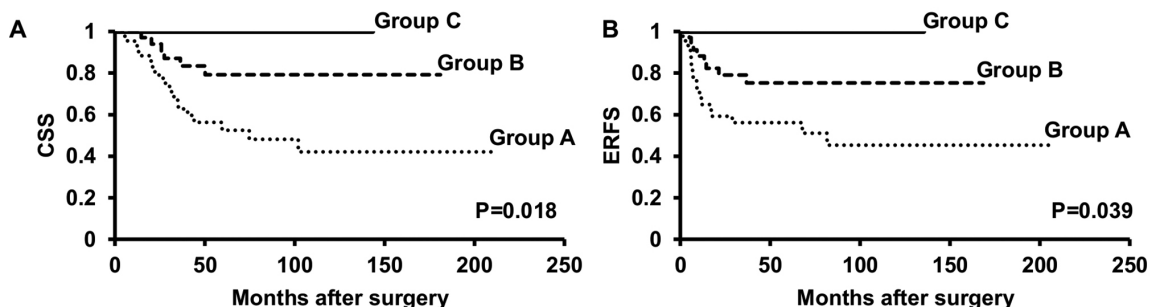 A
CSS
1
0.8
0.6
0.4
0.2
0
Group C
Group B
Group A
P=0.018
0 50 100 150 200 250
Months after surgery
B
ERFS
1
0.8
0.6
0.4
0.2
0
Group C
Group B
Group A
P=0.039
0 50 100 150 200 250
Months after surgery